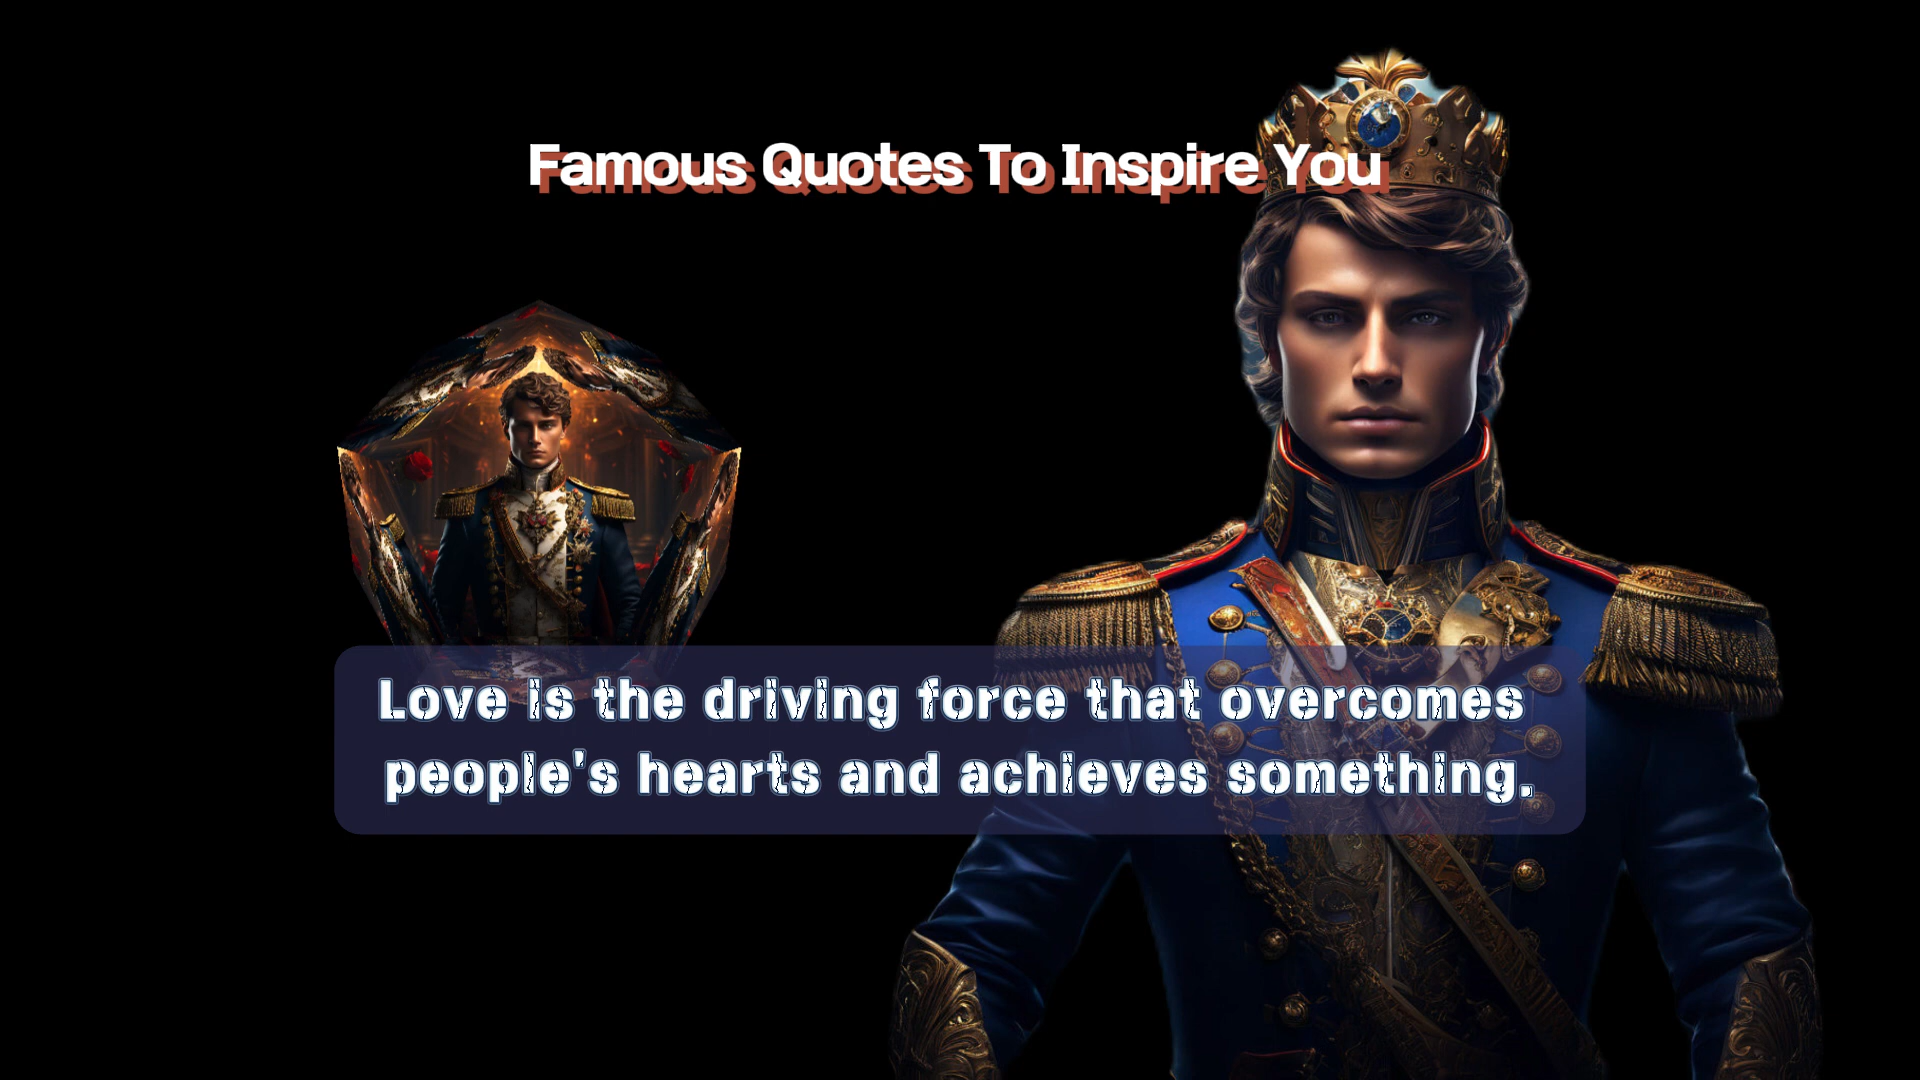 Famous Quotes To Inspire You
Love is the driving force that overcomes
people's hearts and achieves something.